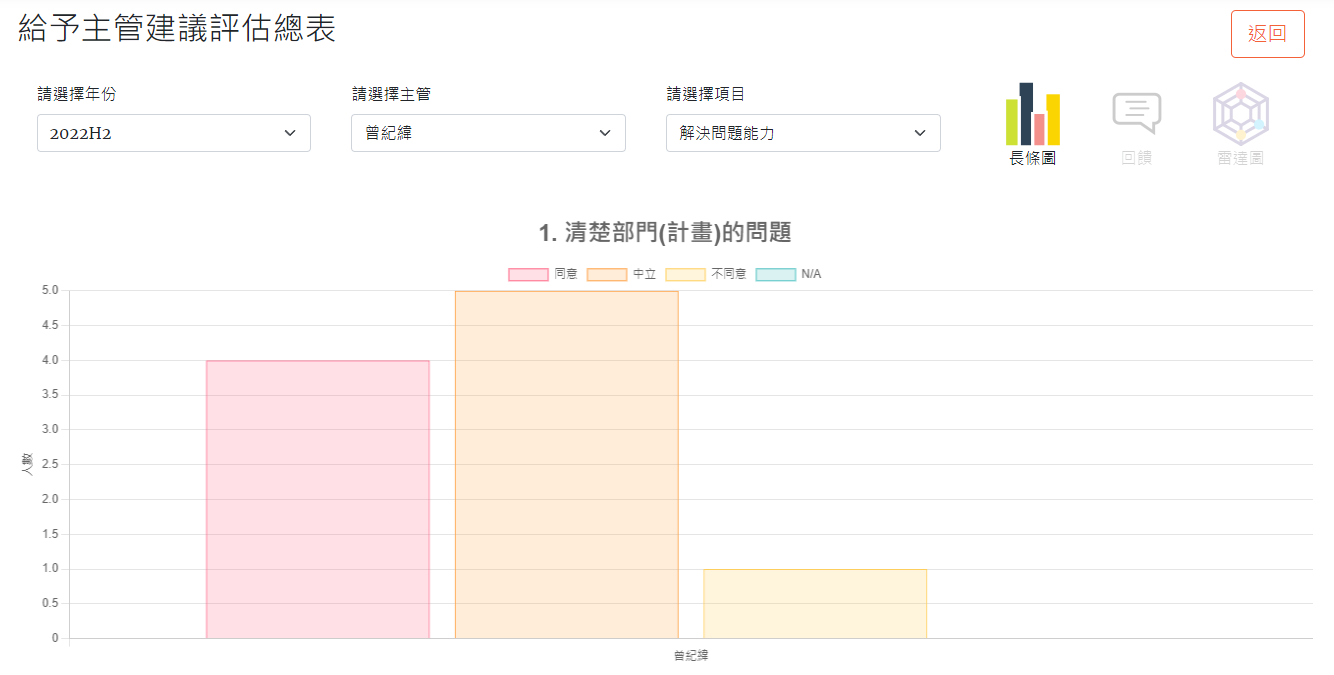 給予主管建議評估總表
返回
請選擇年份
請選擇主管
請選擇項目
2022H2
曾紀緯
解決問題能力
長條圖
回饋
雷達圖
1. 清楚部門(計畫)的問題
同意 中立 不同意 N/A
5.0
4.5
4.0
3.5
3.0
2.5
2.0
1.5
1.0
0.5
0
人數
曾紀緯